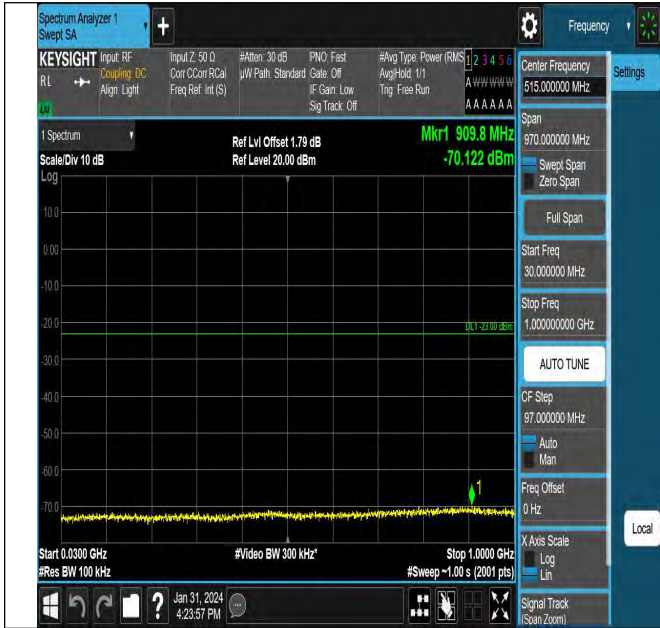 Spectrum Analyzer 1
Swept SA
Frequency
KEYSIGHT
RL
Input: RF
Coupling: DC
Align: Light
Input Z: 50 Ω
Corr CCorr RCal
Freq Ref: Int (S)
#Atten: 30 dB
µW Path: Standard
PNO: Fast
Gate: Off
IF Gain: Low
Sig Track: Off
#Avg Type: Power (RMS
Avg|Hold: 1/1
Trig: Free Run
1 2 3 4 5 6
A W W W W W
A A A A A A
1 Spectrum
Scale/Div 10 dB
Log
Ref Lvl Offset 1.79 dB
Ref Level 20.00 dBm
Mkr1 909.8 MHz
-70.122 dBm
10.0
0.00
-10.0
-20.0
DL1 -23.00 dBm
-30.0
-40.0
-50.0
-60.0
-70.0
1
Start 0.0300 GHz
#Res BW 100 kHz
#Video BW 300 kHz*
Stop 1.0000 GHz
#Sweep ~1.00 s (2001 pts)
Center Frequency
515.000000 MHz
Settings
Span
970.000000 MHz
Swept Span
Zero Span
Full Span
Start Freq
30.000000 MHz
Stop Freq
1.000000000 GHz
AUTO TUNE
CF Step
97.000000 MHz
Auto
Man
Freq Offset
0 Hz
X Axis Scale
Log
Lin
Local
Signal Track
(Span Zoom)
?
Jan 31, 2024
4:23:57 PM